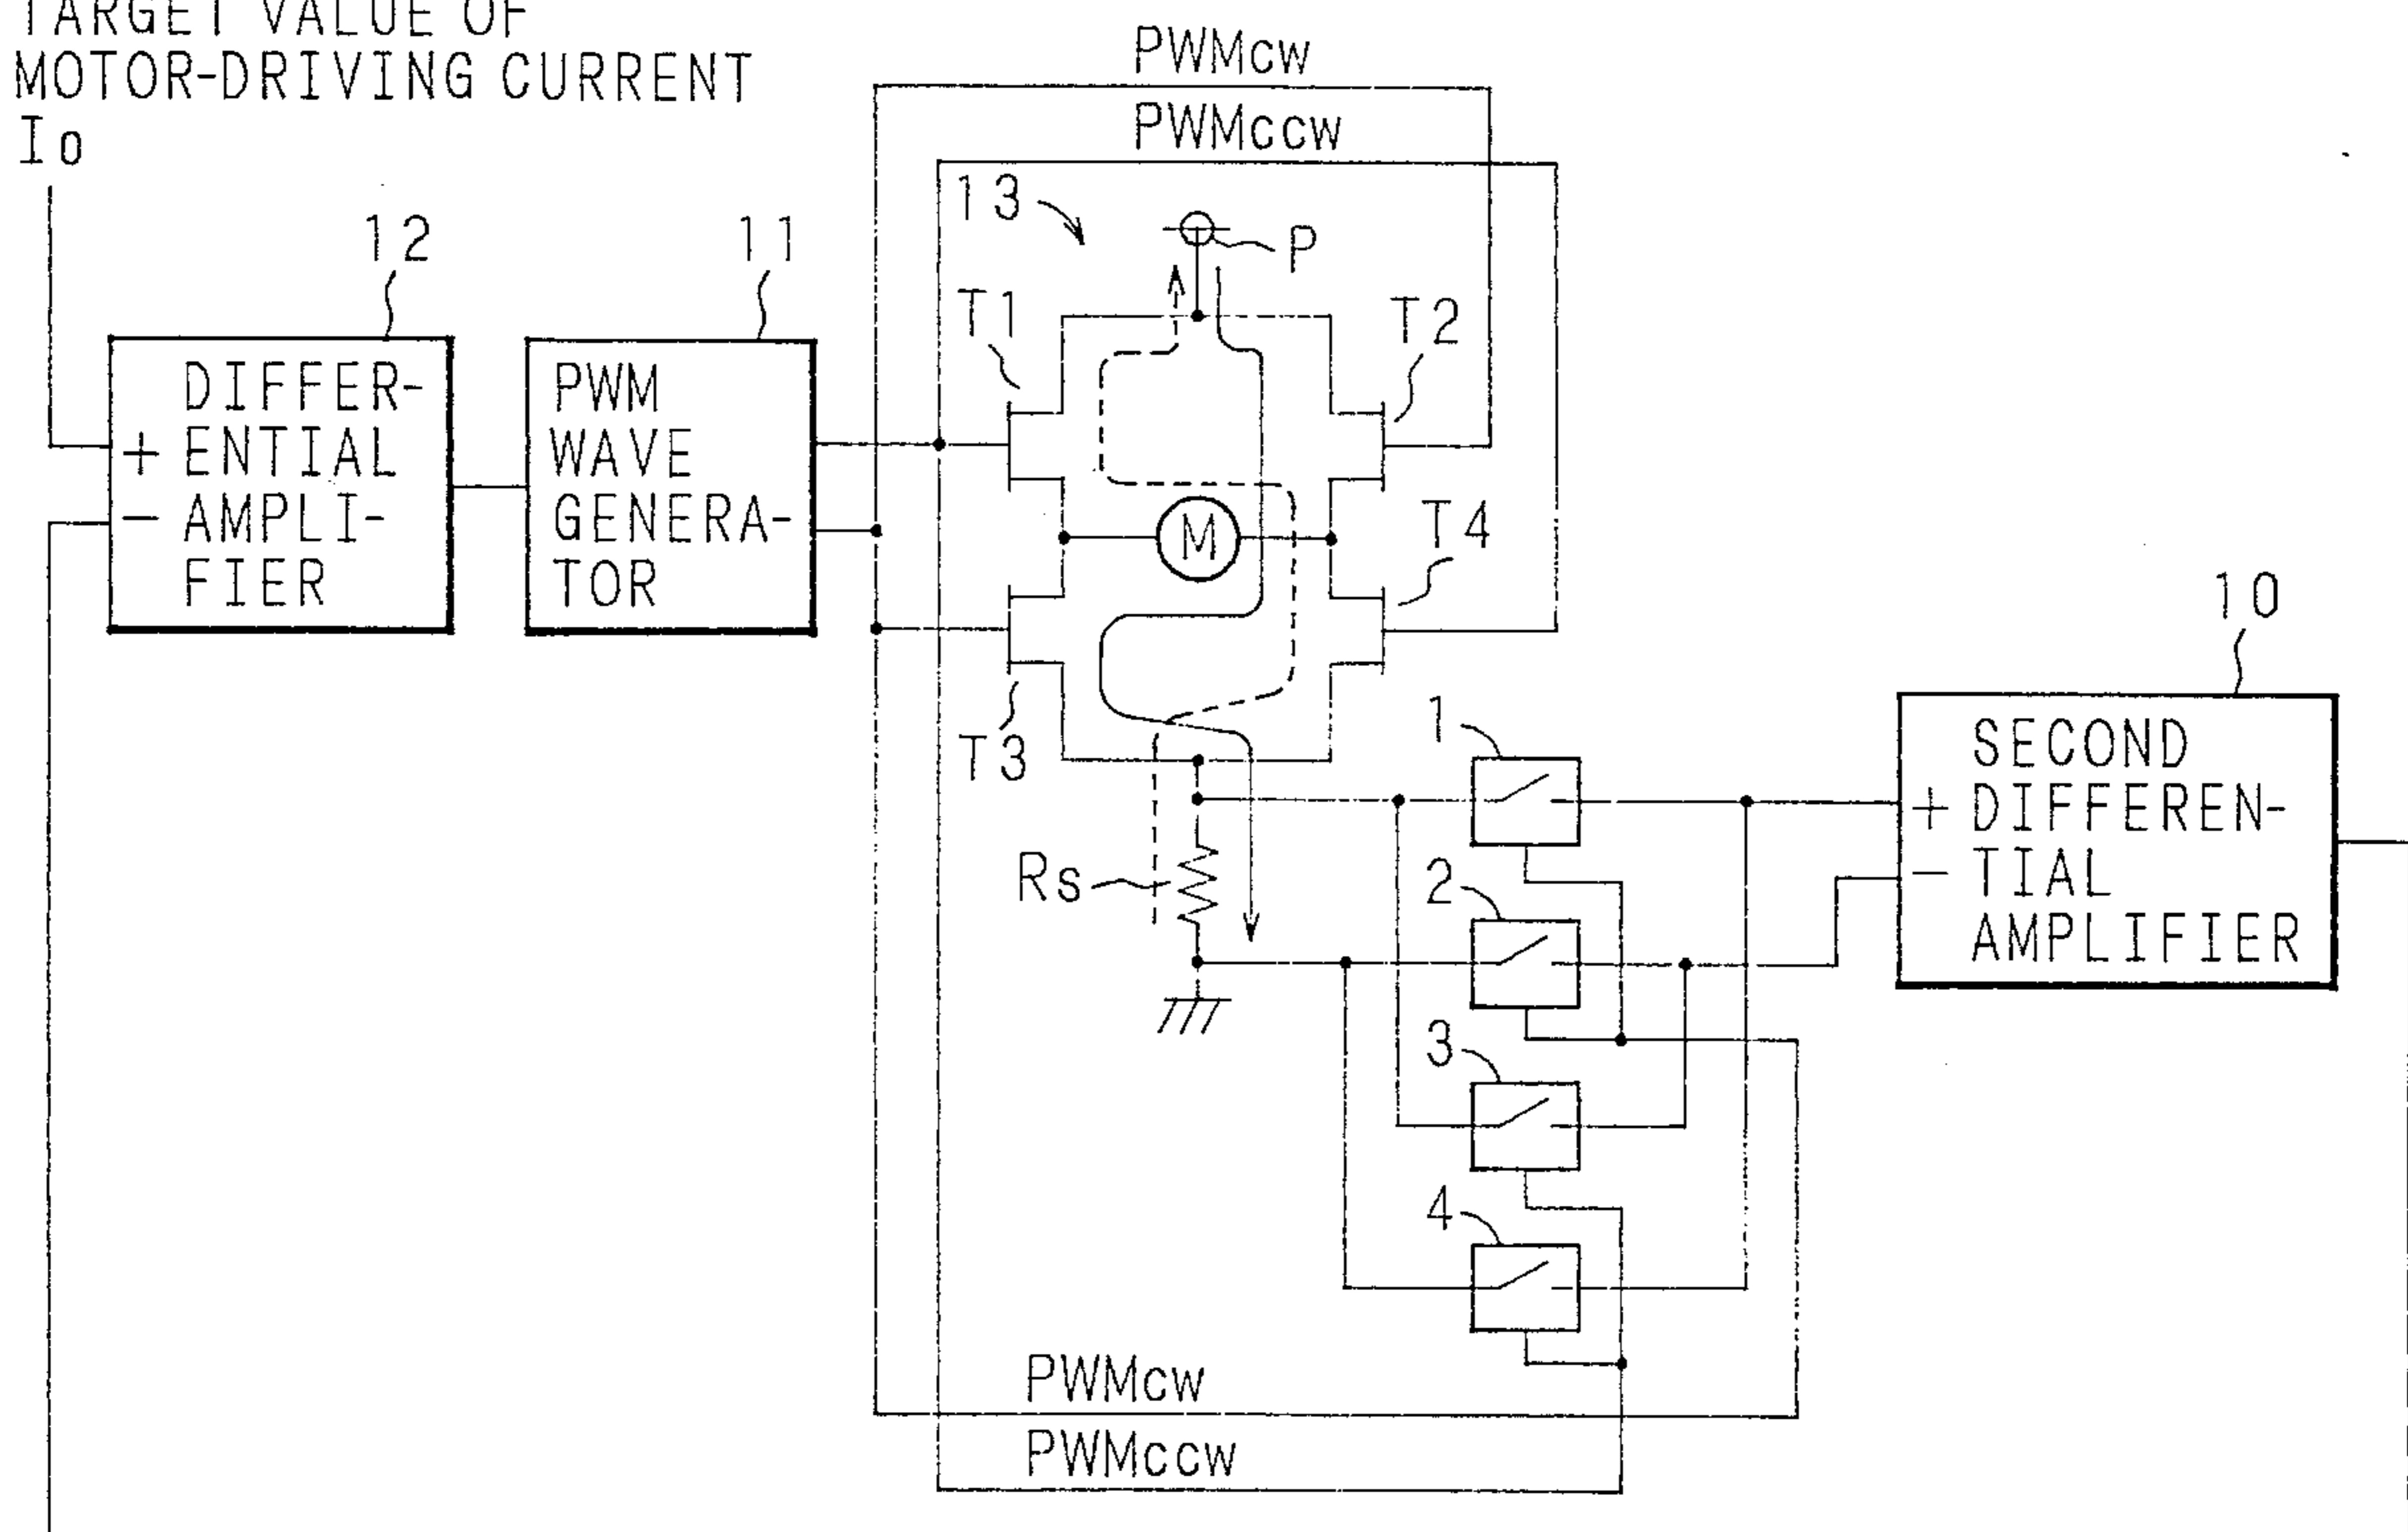 TARGET VALUE OF
MOTOR-DRIVING CURRENT
Io
PWMcw
PWMccw
13
P
12
11
T1
T2
DIFFER-
+ ENTIAL
− AMPLI-
FIER
PWM
WAVE
GENERA-
TOR
M
T4
T3
10
1
+ SECOND
DIFFEREN-
− TIAL
AMPLIFIER
Rs
2
3
4
PWMcw
PWMccw